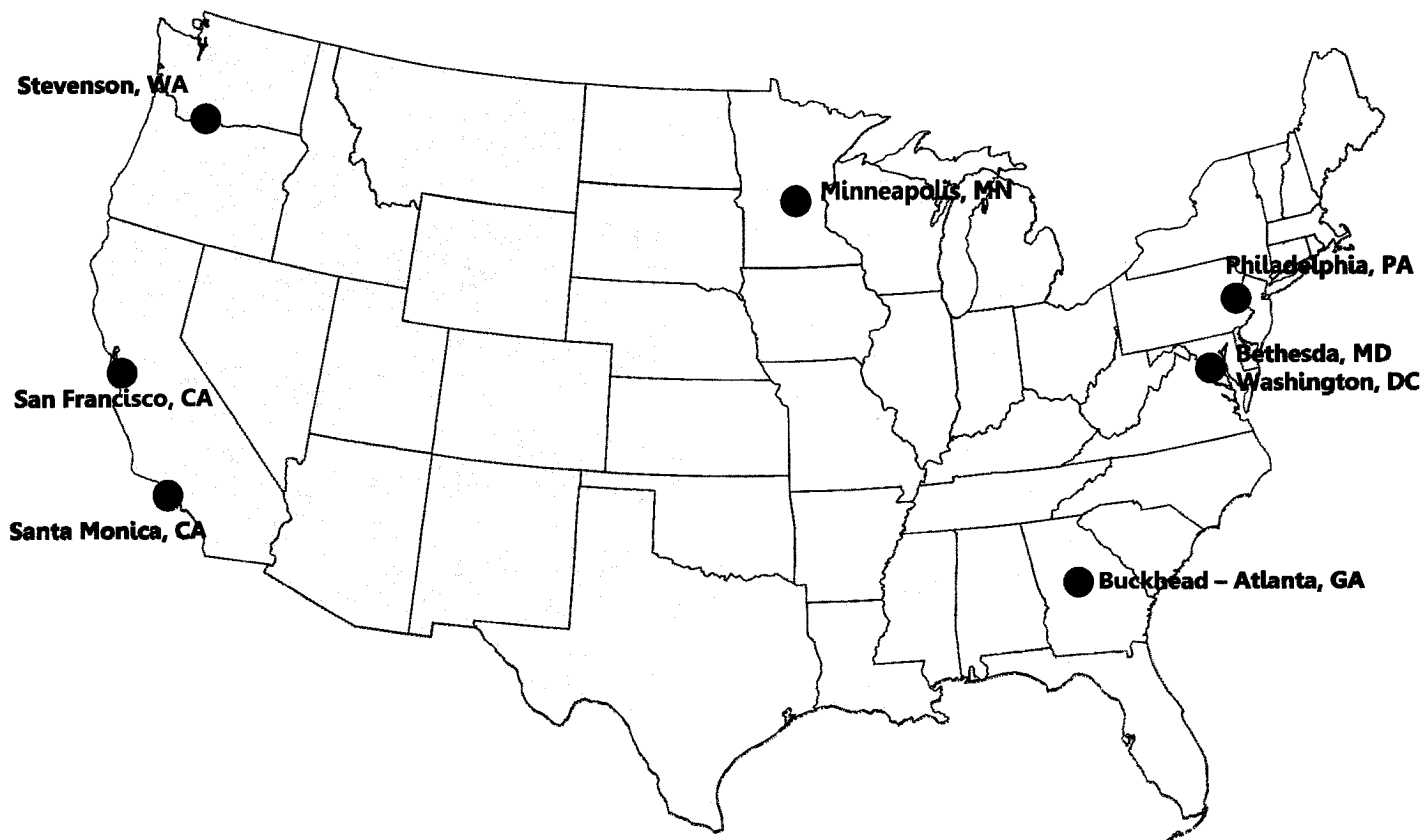 Stevenson, WA
Minneapolis, MN
Philadelphia, PA
Bethesda, MD
Washington, DC
San Francisco, CA
Santa Monica, CA
Buckhead – Atlanta, GA